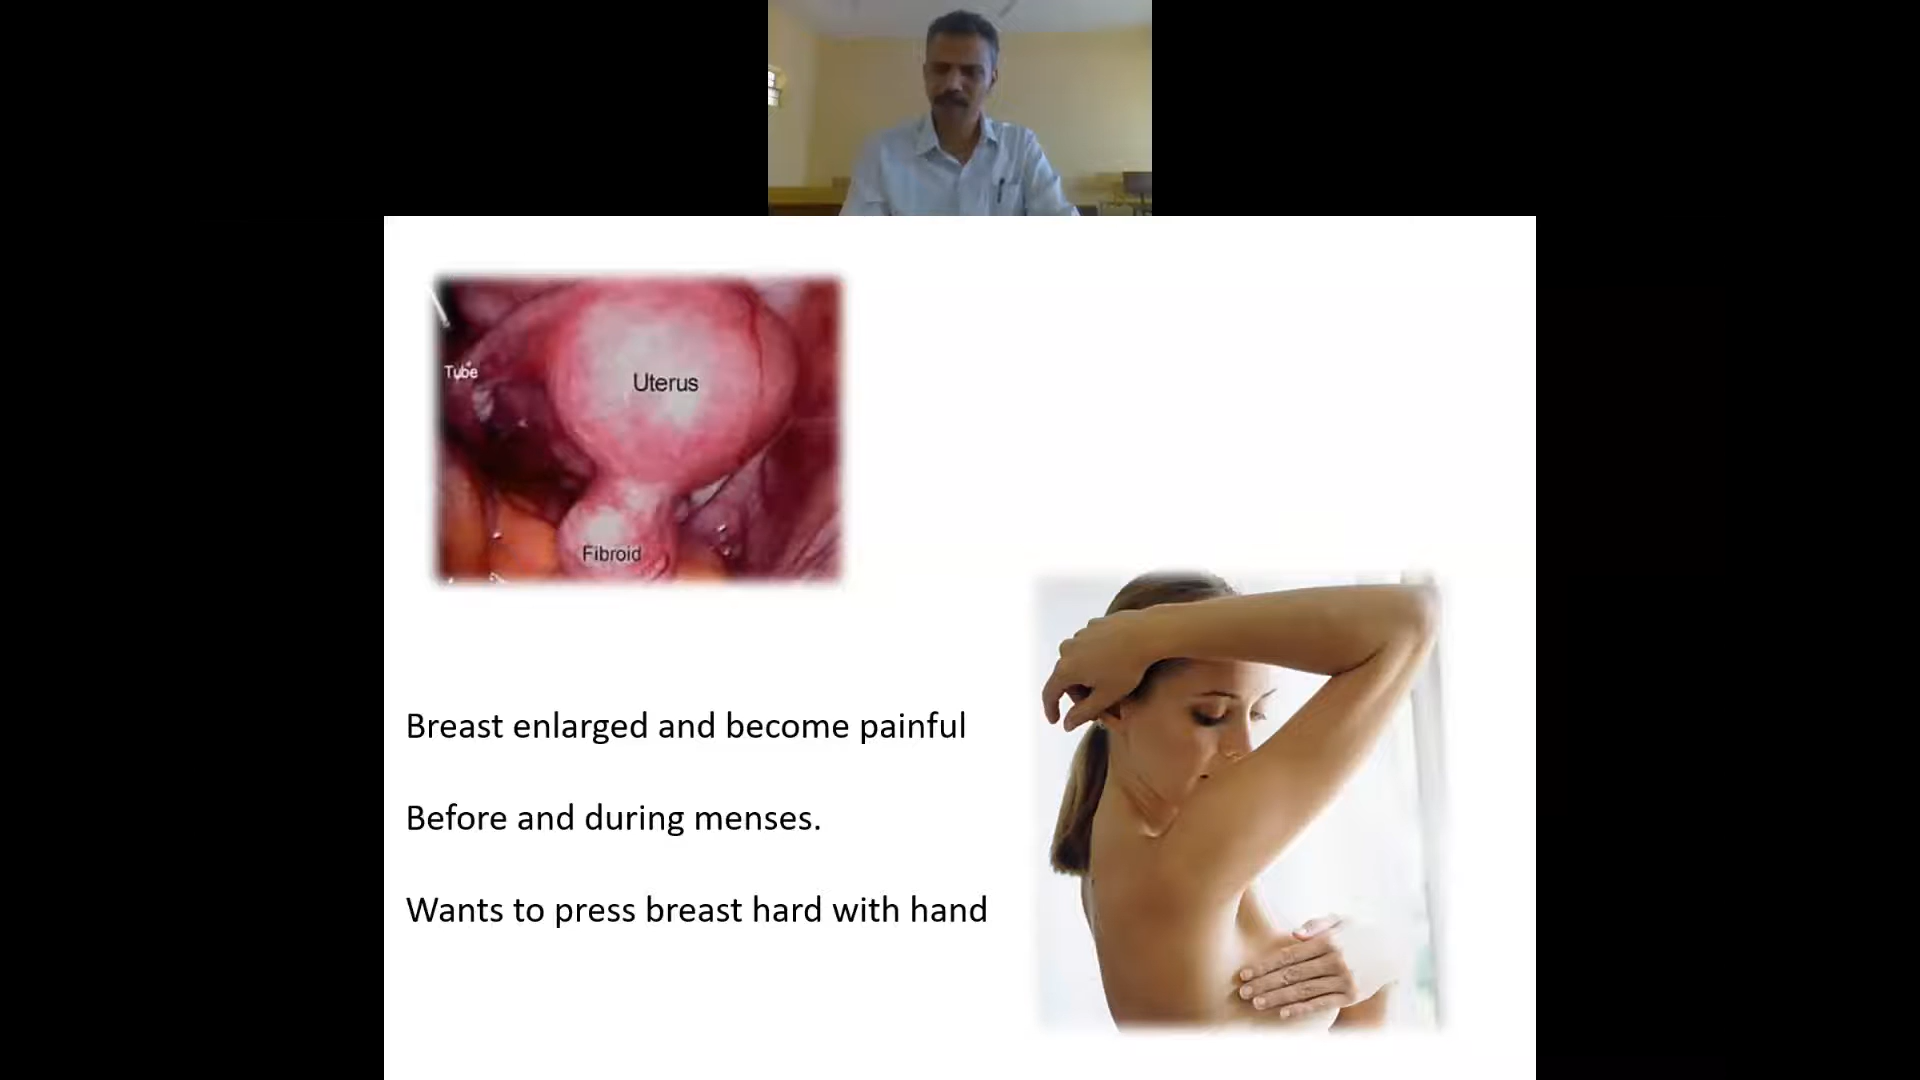 Tube
Uterus
Fibroid
Breast enlarged and become painful
Before and during menses.
Wants to press breast hard with hand